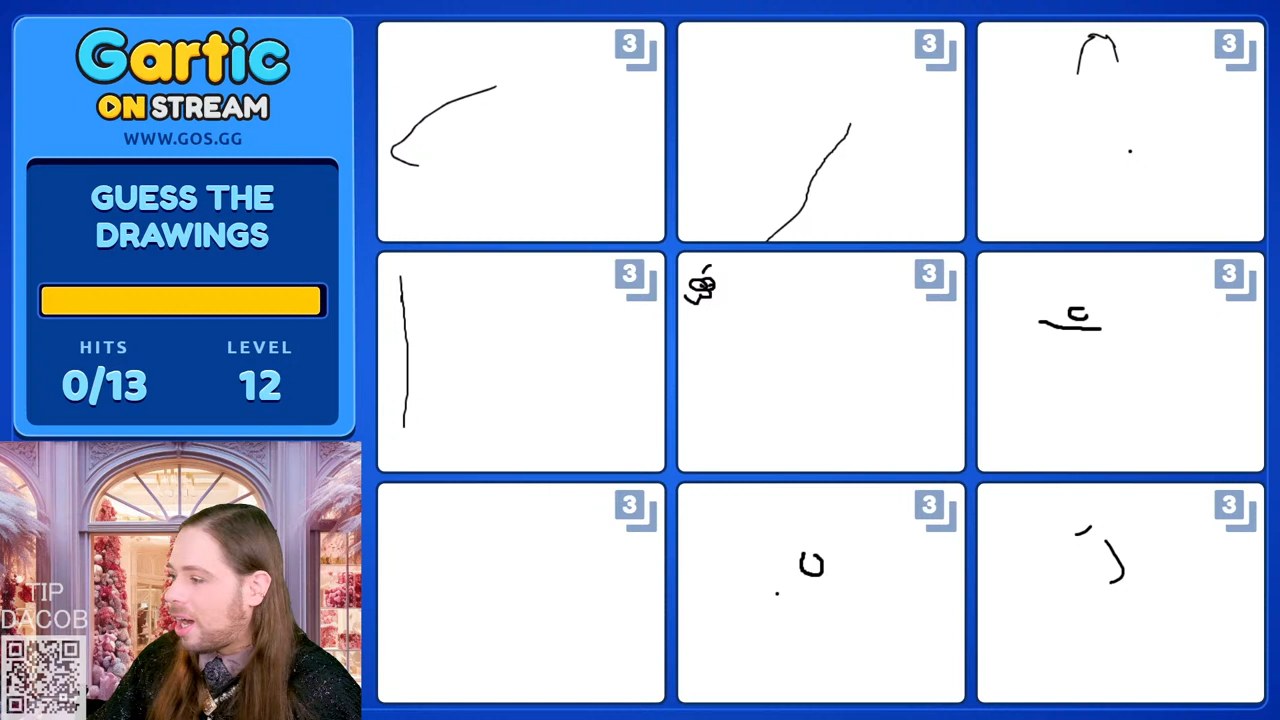 Gartic
ON STREAM
WWW.GOS.GG
GUESS THE
DRAWINGS
HITS
LEVEL
0/13
12
TIP
DACOB
3
3
3
3
3
3
3
3
3